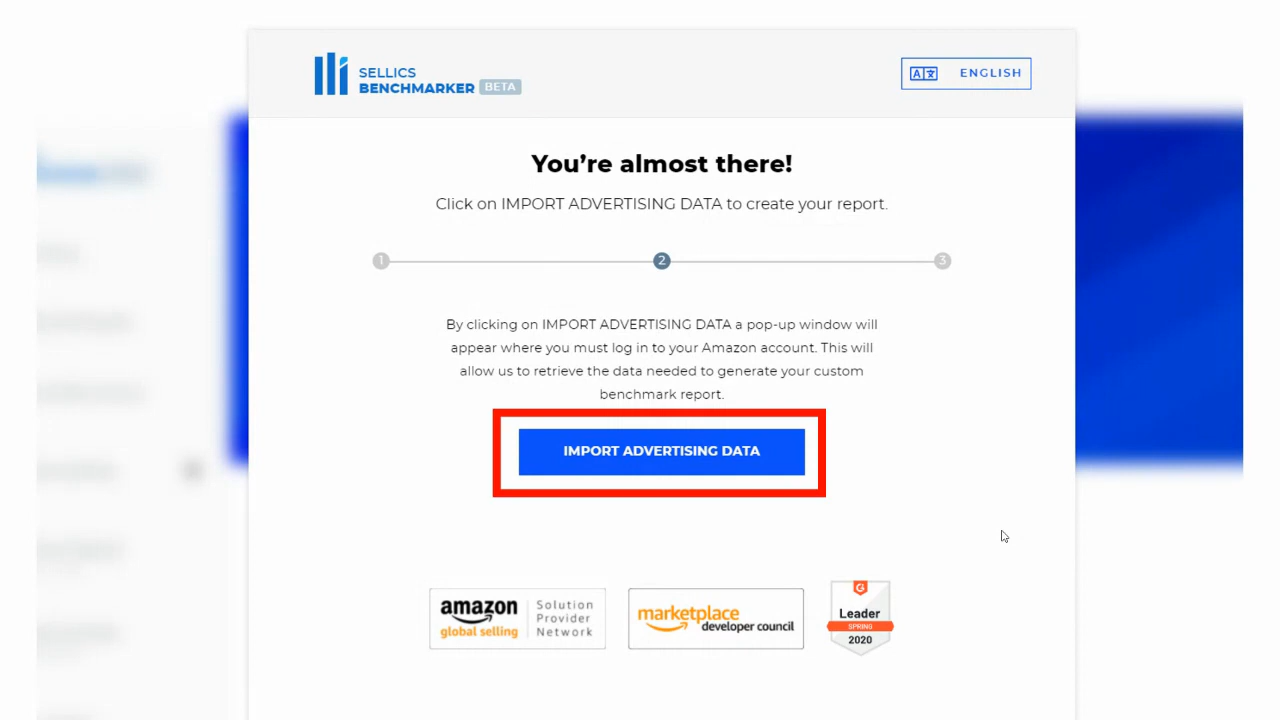 SELLICS
BENCHMARKER BETA
A文 ENGLISH
You’re almost there!
Click on IMPORT ADVERTISING DATA to create your report.
1 2 3
By clicking on IMPORT ADVERTISING DATA a pop-up window will
appear where you must log in to your Amazon account. This will
allow us to retrieve the data needed to generate your custom
benchmark report.
IMPORT ADVERTISING DATA
amazon
global selling
Solution
Provider
Network
marketplace
developer council
G
Leader
SPRING
2020